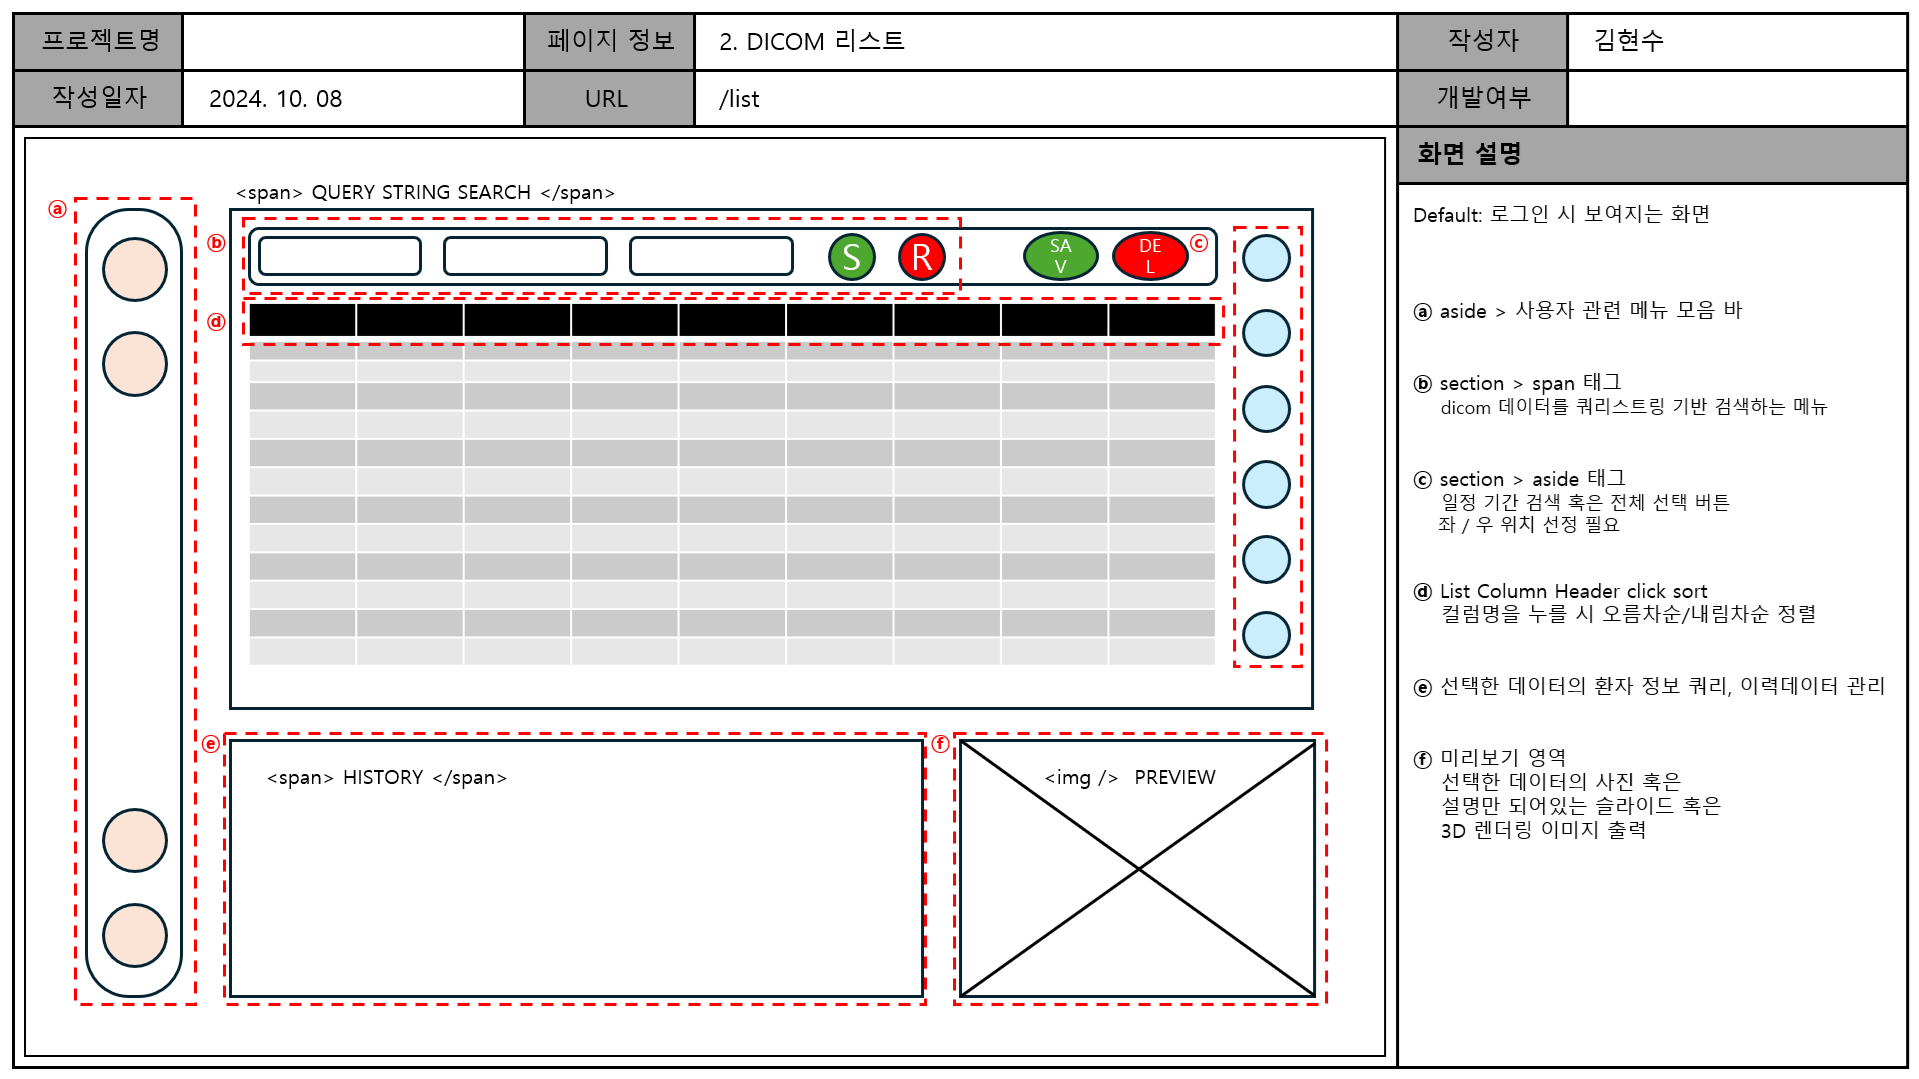 프로젝트명
페이지 정보
2. DICOM 리스트
작성자
김현수
작성일자
2024. 10. 08
URL
/list
개발여부
화면 설명
<span> QUERY STRING SEARCH </span>
ⓐ
ⓑ
S
R
SA
V
DE
L
ⓒ
ⓓ
ⓔ
<span> HISTORY </span>
ⓕ
<img /> PREVIEW
Default: 로그인 시 보여지는 화면
ⓐ aside > 사용자 관련 메뉴 모음 바
ⓑ section > span 태그
dicom 데이터를 쿼리스트링 기반 검색하는 메뉴
ⓒ section > aside 태그
일정 기간 검색 혹은 전체 선택 버튼
좌 / 우 위치 선정 필요
ⓓ List Column Header click sort
컬럼명을 누를 시 오름차순/내림차순 정렬
ⓔ 선택한 데이터의 환자 정보 쿼리, 이력데이터 관리
ⓕ 미리보기 영역
선택한 데이터의 사진 혹은
설명만 되어있는 슬라이드 혹은
3D 렌더링 이미지 출력